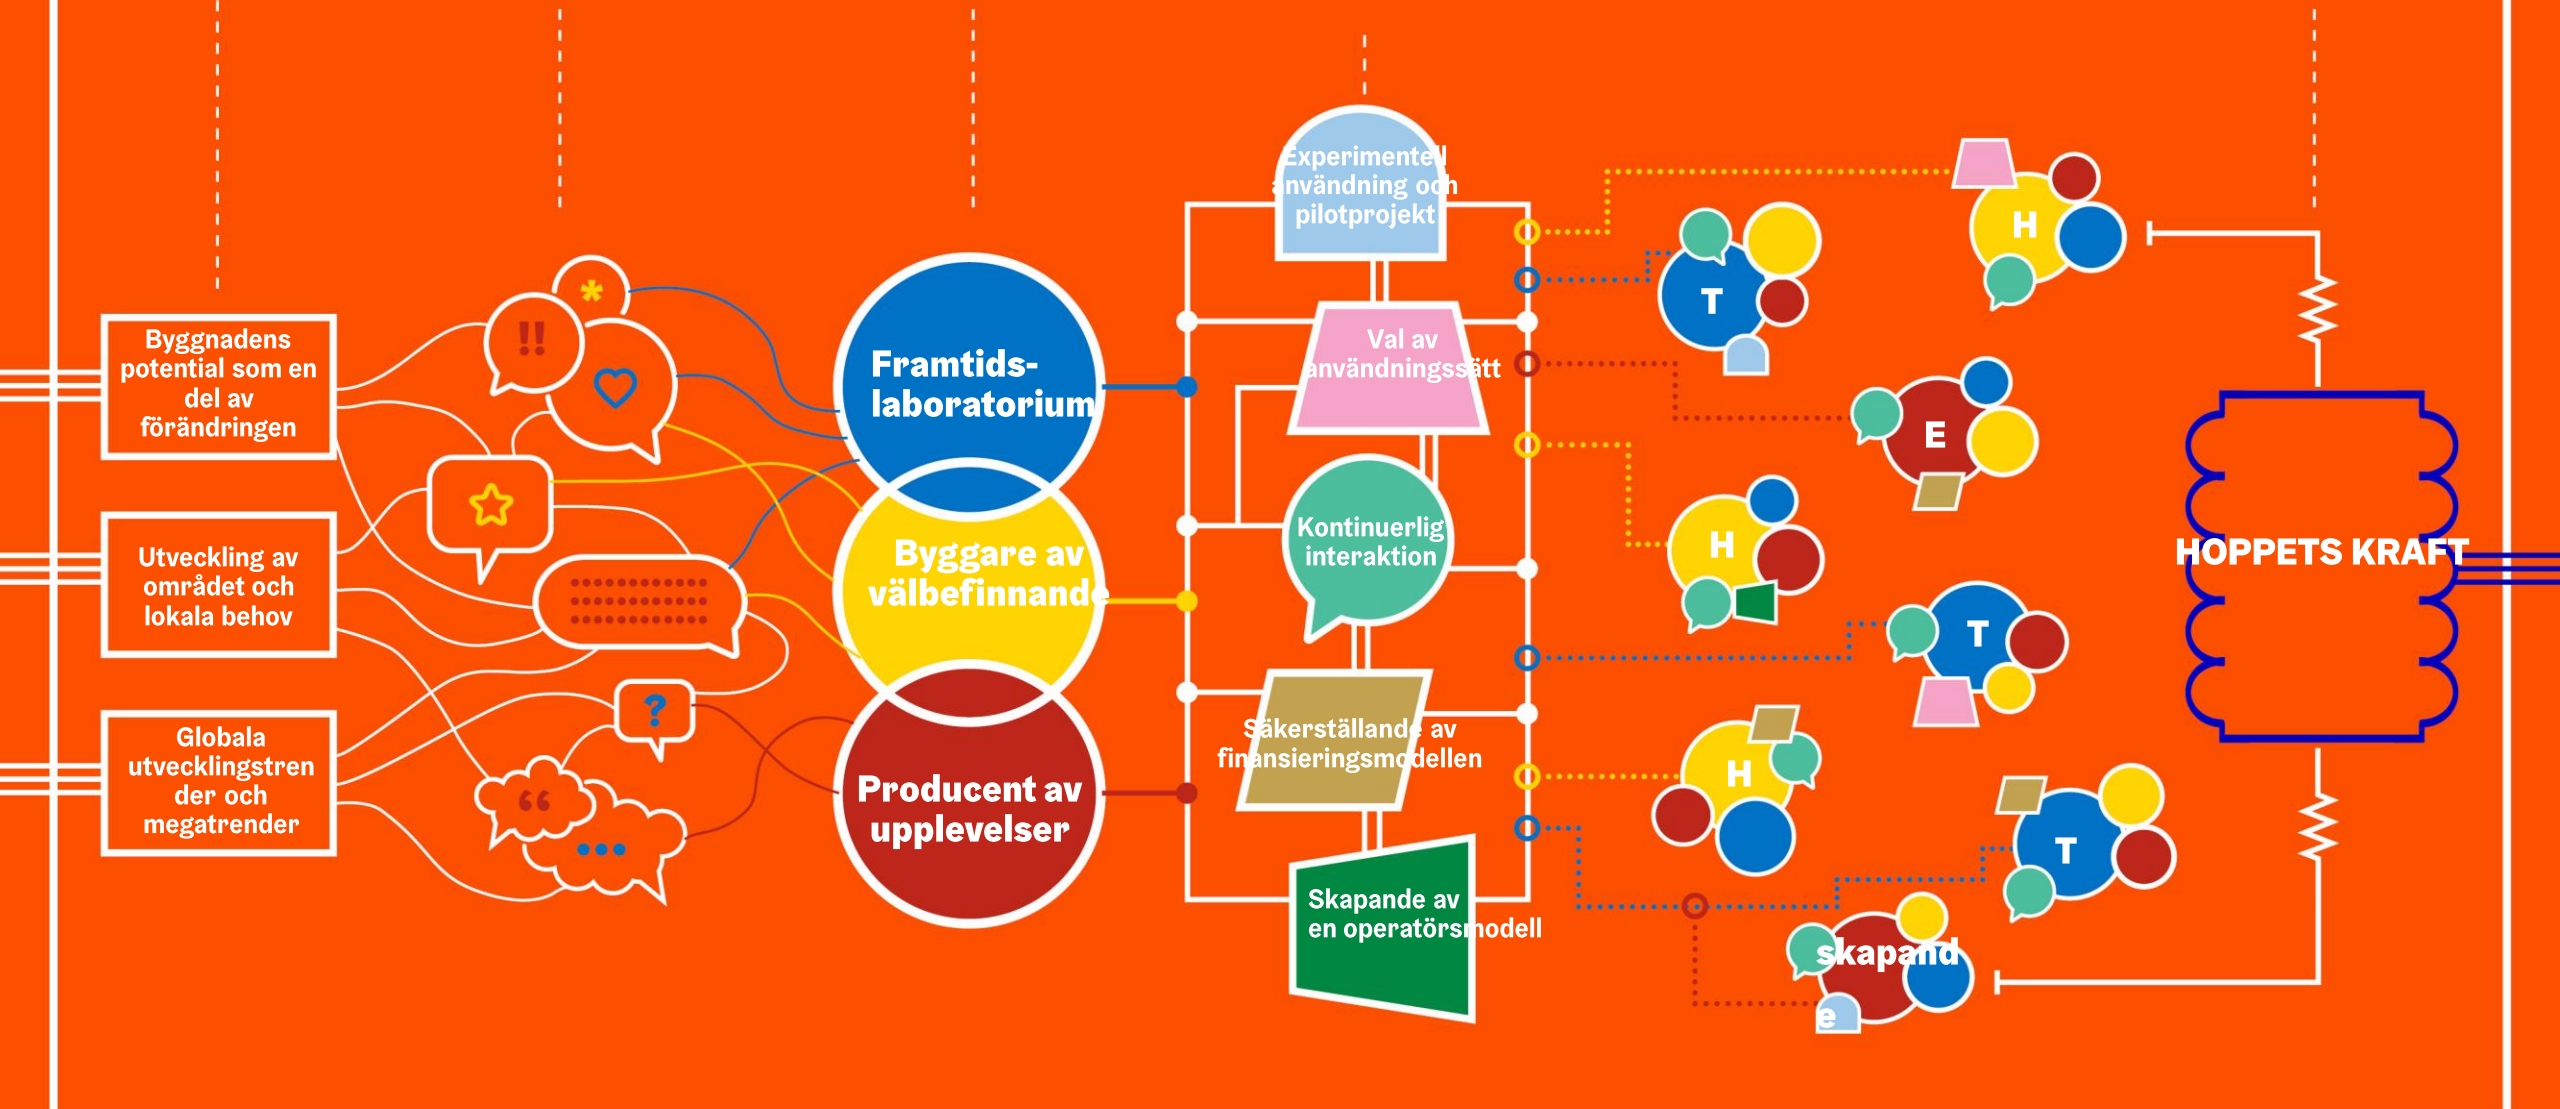 Byggnadens
potential som en
del av
förändringen
Utveckling av
området och
lokala behov
Globala
utvecklingstren
der och
megatrender
*
!!
?
“
...
Framtids-
laboratorium
Byggare av
välbefinnande
Producent av
upplevelser
Experimentell
användning och
pilotprojekt
Val av
användningssätt
Kontinuerlig
interaktion
Säkerställande av
finansieringsmodellen
Skapande av
en operatörsmodell
H
T
E
H
T
H
T
skapand
e
HOPPETS KRAFT